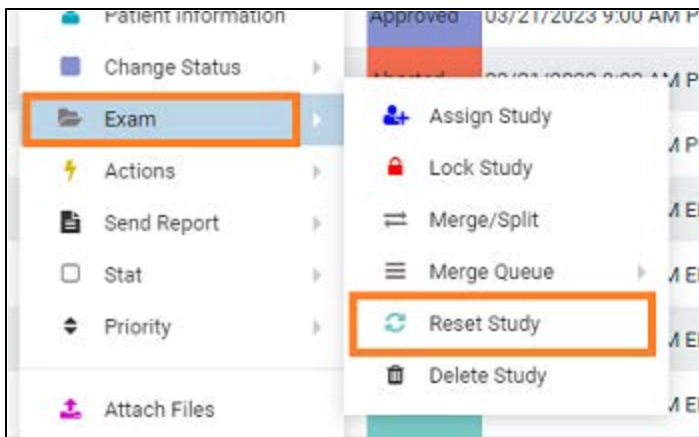 Patient Information
Change Status
Exam
Actions
Send Report
Stat
Priority
Attach Files
Approved 03/21/2023 9:00 AM P
Assign Study
Lock Study
Merge/Split
Merge Queue
Reset Study
Delete Study